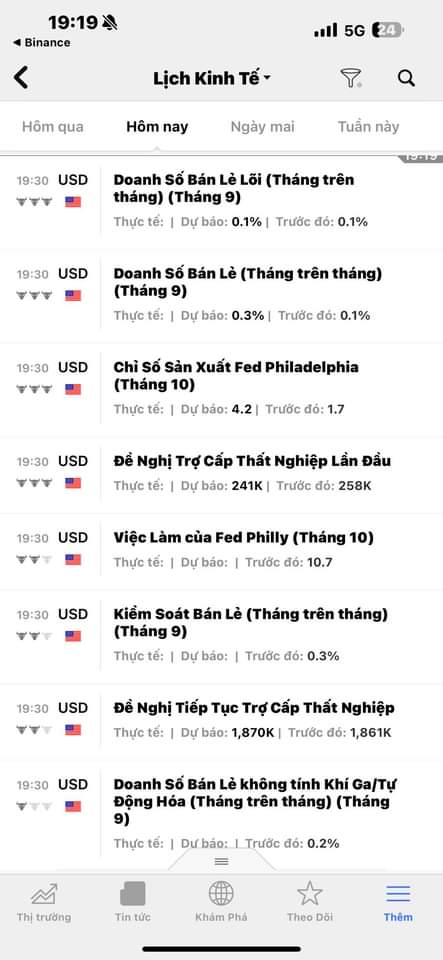 19:19
5G 24
◄ Binance
Lịch Kinh Tế
Hôm qua Hôm nay Ngày mai Tuần này
19:19
19:30 USD Doanh Số Bán Lẻ Lõi (Tháng trên
tháng) (Tháng 9)
Thực tế: | Dự báo: 0.1% | Trước đó: 0.1%
19:30 USD Doanh Số Bán Lẻ (Tháng trên tháng)
(Tháng 9)
Thực tế: | Dự báo: 0.3% | Trước đó: 0.1%
19:30 USD Chỉ Số Sản Xuất Fed Philadelphia
(Tháng 10)
Thực tế: | Dự báo: 4.2 | Trước đó: 1.7
19:30 USD Đề Nghị Trợ Cấp Thất Nghiệp Lần Đầu
Thực tế: | Dự báo: 241K | Trước đó: 258K
19:30 USD Việc Làm của Fed Philly (Tháng 10)
Thực tế: | Dự báo: | Trước đó: 10.7
19:30 USD Kiểm Soát Bán Lẻ (Tháng trên tháng)
(Tháng 9)
Thực tế: | Dự báo: | Trước đó: 0.3%
19:30 USD Đề Nghị Tiếp Tục Trợ Cấp Thất Nghiệp
Thực tế: | Dự báo: 1,870K | Trước đó: 1,861K
19:30 USD Doanh Số Bán Lẻ không tính Khí Ga/Tự
Động Hóa (Tháng trên tháng) (Tháng
9)
Thực tế: | Dự báo: | Trước đó: 0.2%
Thị trường Tin tức Khám Phá Theo Dõi Thêm